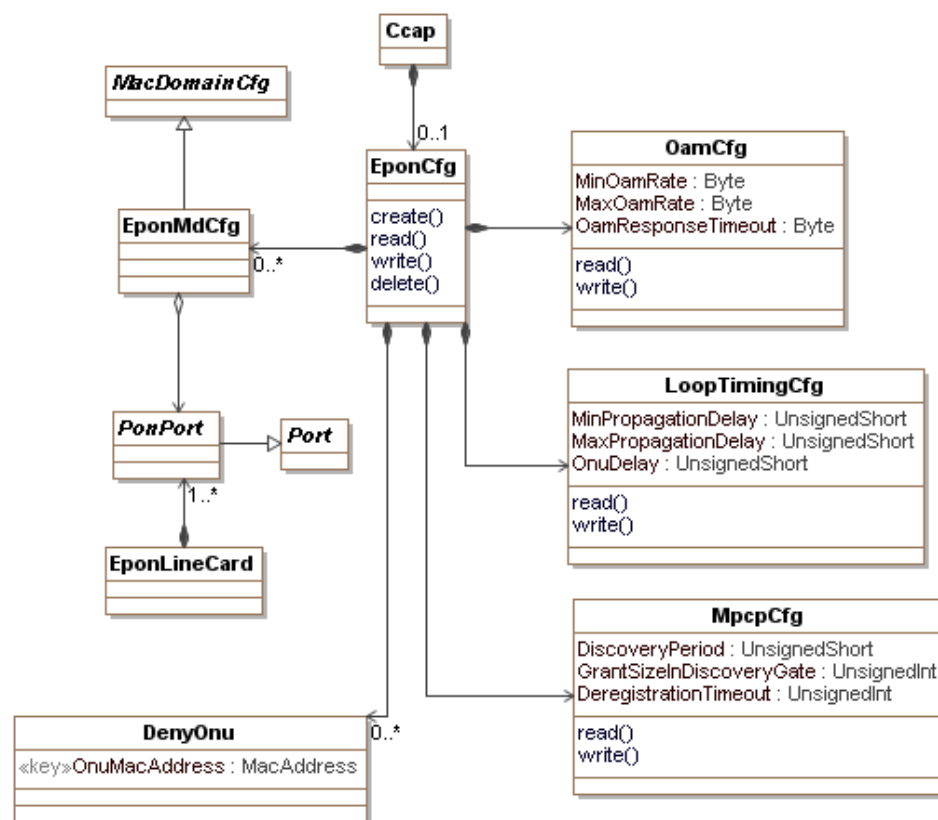 Ccap
0..1
MacDomainCfg
EponCfg
create()
read()
write()
delete()
OamCfg
MinOamRate : Byte
MaxOamRate : Byte
OamResponseTimeout : Byte
read()
write()
EponMdCfg
0..*
LoopTimingCfg
MinPropagationDelay : UnsignedShort
MaxPropagationDelay : UnsignedShort
OnuDelay : UnsignedShort
read()
write()
PonPort
Port
1..*
EponLineCard
MpcpCfg
DiscoveryPeriod : UnsignedShort
GrantSizeInDiscoveryGate : UnsignedInt
DeregistrationTimeout : UnsignedInt
read()
write()
DenyOnu
0..*
«key»OnuMacAddress : MacAddress